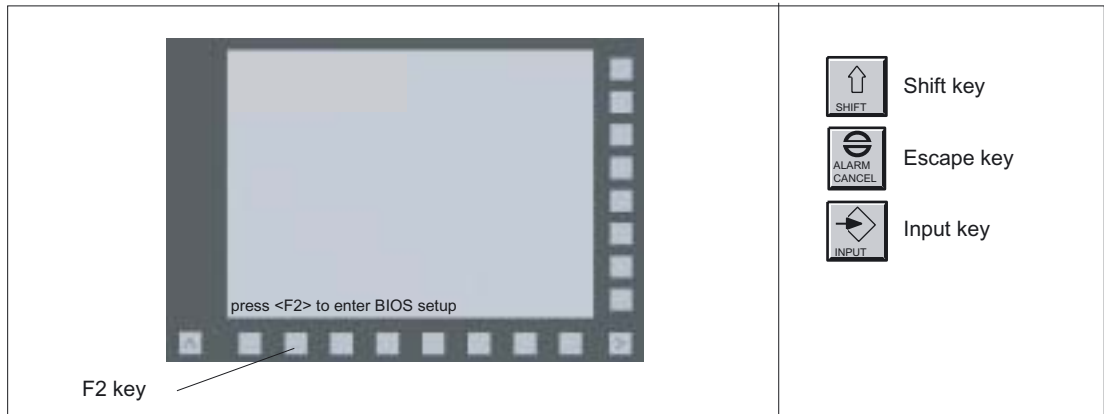 press <F2> to enter BIOS setup
F2 key
SHIFT
Shift key
ALARM
CANCEL
Escape key
INPUT
Input key